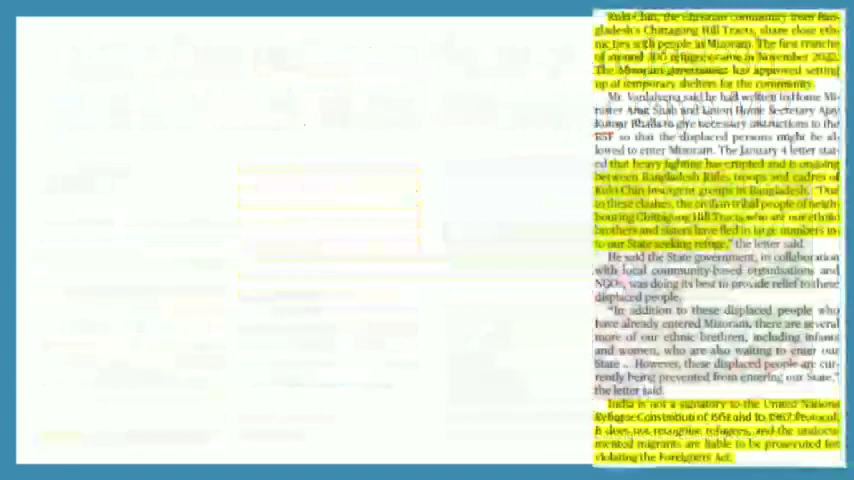 Kuki-Chin, the Christian community from Ban-
gladesh's Chittagong Hill Tracts, share close eth-
nic ties with people in Mizoram. The first tranche
of around 300 refugees came in November 2022.
The Mizoram government has approved setting
up of temporary shelters for the community.
Mr. Vanlalvena said he had written to Home Mi-
nister Amit Shah and Union Home Secretary Ajay
Kumar Bhalla to give necessary instructions to the
BSF so that the displaced persons might be al-
lowed to enter Mizoram. The January 4 letter stat-
ed that heavy fighting has erupted and is ongoing
between Bangladesh Rifles troops and cadres of
Kuki-Chin insurgent groups in Bangladesh. "Due
to these clashes, the civilian tribal people of neigh-
bouring Chittagong Hill Tracts who are our ethnic
brothers and sisters have fled in large numbers in-
to our State seeking refuge," the letter said.
He said the State government, in collaboration
with local community-based organisations and
NGOs, was doing its best to provide relief to these
displaced people.
"In addition to these displaced people who
have already entered Mizoram, there are several
more of our ethnic brethren, including infants
and women, who are also waiting to enter our
State ... However, these displaced people are cur-
rently being prevented from entering our State,"
the letter said.
India is not a signatory to the United Nations
Refugee Convention of 1951 and its 1967 Protocol,
it does not recognise refugees, and the undocu-
mented migrants are liable to be prosecuted for
violating the Foreigners Act.